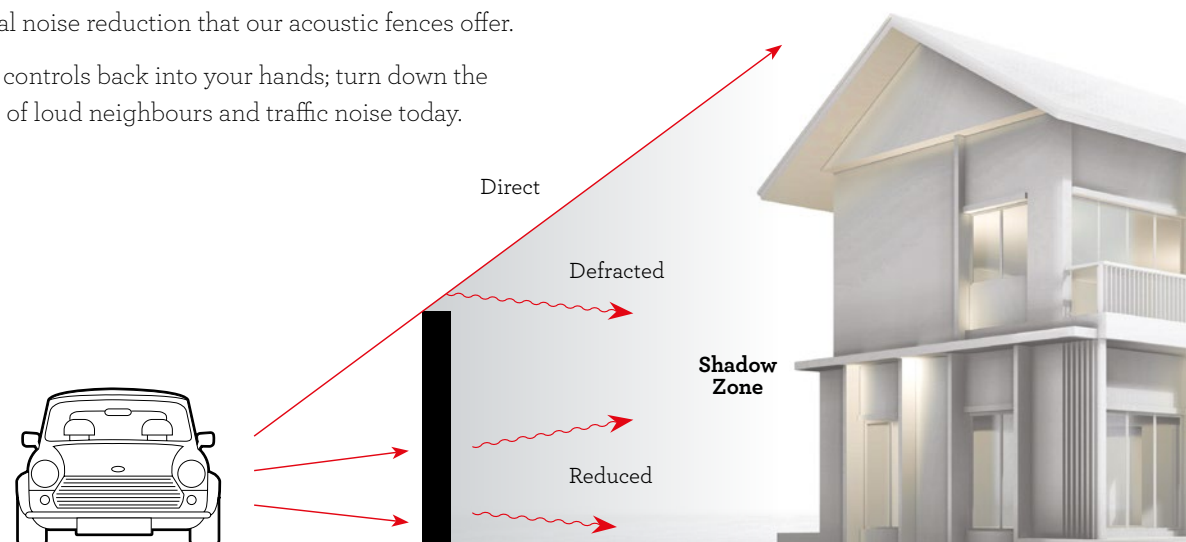 al noise reduction that our acoustic fences offer.
controls back into your hands; turn down the
of loud neighbours and traffic noise today.
Direct
Defracted
Shadow
Zone
Reduced